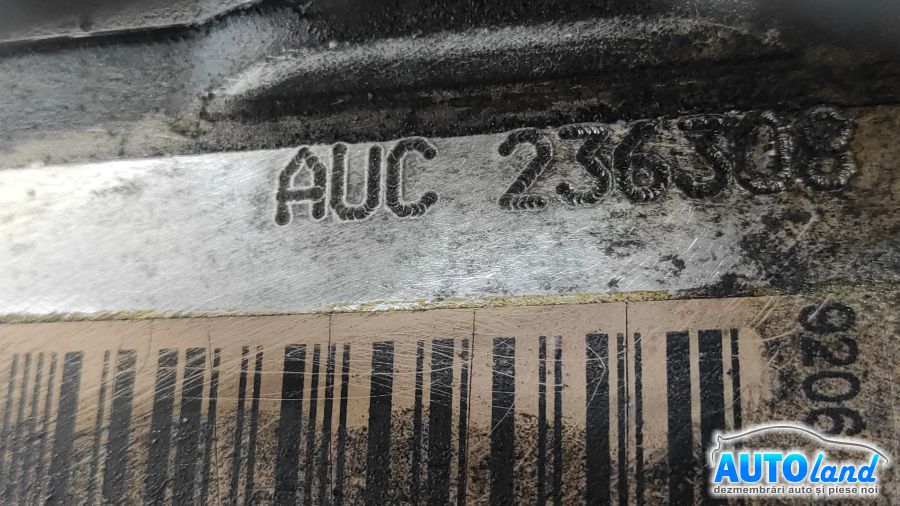 AUC 236308
9206
AUTOland
dezmembrări auto și piese noi